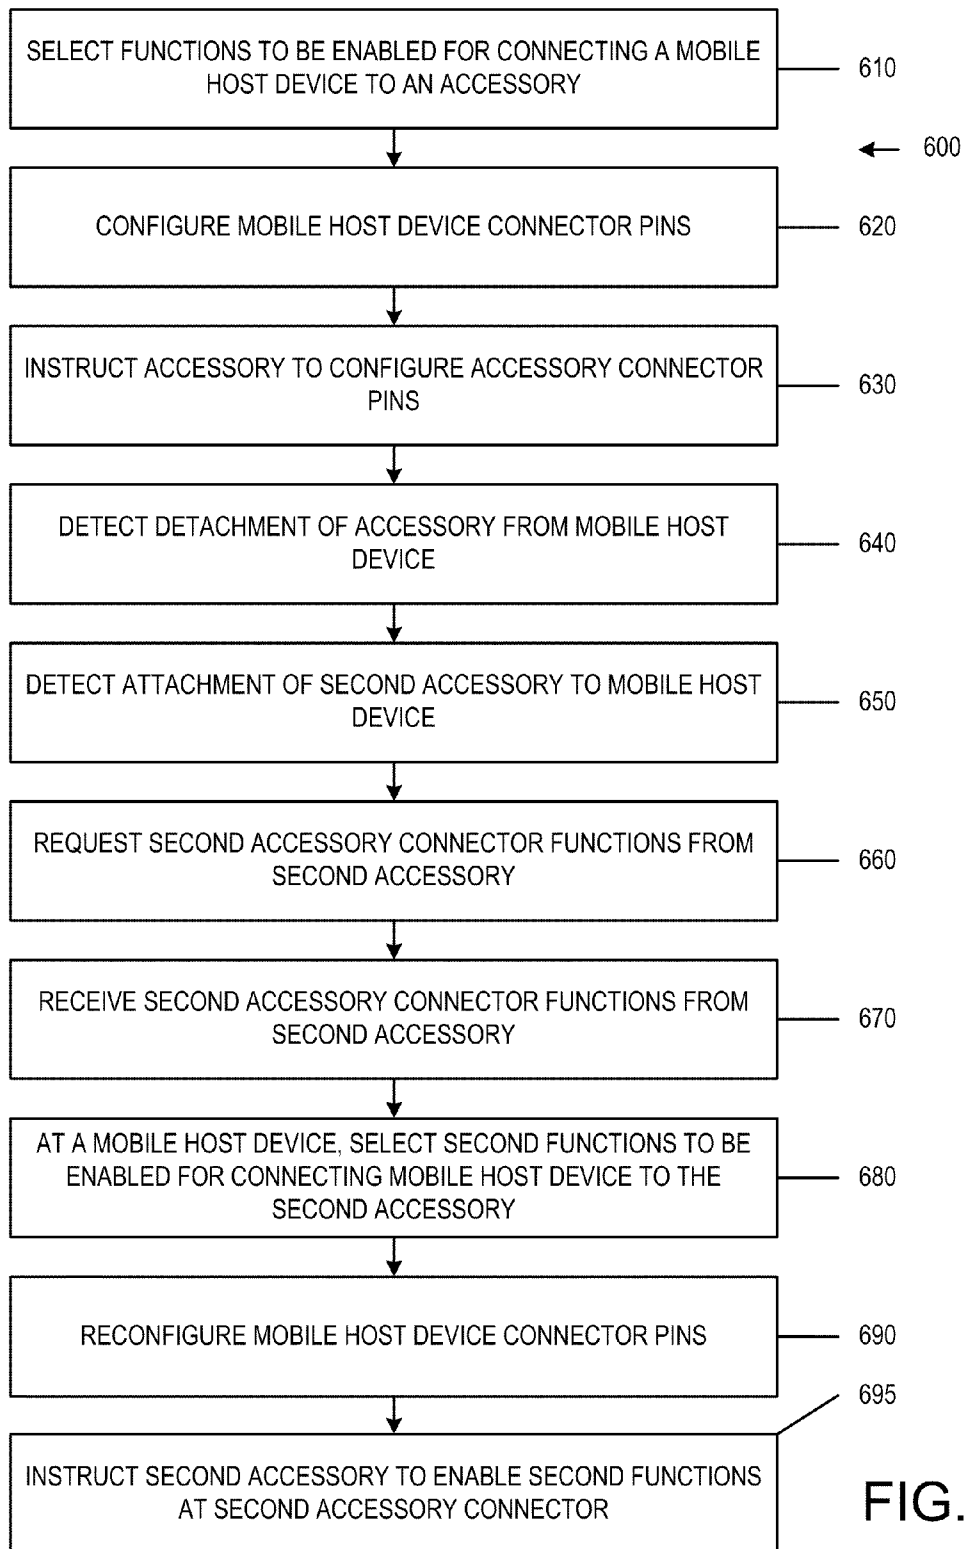 SELECT FUNCTIONS TO BE ENABLED FOR CONNECTING A MOBILE
HOST DEVICE TO AN ACCESSORY
610
600
CONFIGURE MOBILE HOST DEVICE CONNECTOR PINS
620
INSTRUCT ACCESSORY TO CONFIGURE ACCESSORY CONNECTOR
PINS
630
DETECT DETACHMENT OF ACCESSORY FROM MOBILE HOST
DEVICE
640
DETECT ATTACHMENT OF SECOND ACCESSORY TO MOBILE HOST
DEVICE
650
REQUEST SECOND ACCESSORY CONNECTOR FUNCTIONS FROM
SECOND ACCESSORY
660
RECEIVE SECOND ACCESSORY CONNECTOR FUNCTIONS FROM
SECOND ACCESSORY
670
AT A MOBILE HOST DEVICE, SELECT SECOND FUNCTIONS TO BE
ENABLED FOR CONNECTING MOBILE HOST DEVICE TO THE
SECOND ACCESSORY
680
RECONFIGURE MOBILE HOST DEVICE CONNECTOR PINS
690
695
INSTRUCT SECOND ACCESSORY TO ENABLE SECOND FUNCTIONS
AT SECOND ACCESSORY CONNECTOR
FIG.